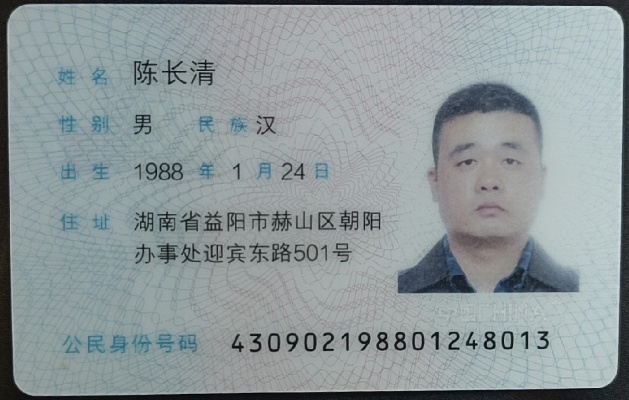 姓名 陈长清
性别 男 民族 汉
出生 1988 年 1 月 24 日
住址 湖南省益阳市赫山区朝阳
办事处迎宾东路501号
公民身份号码 430902198801248013